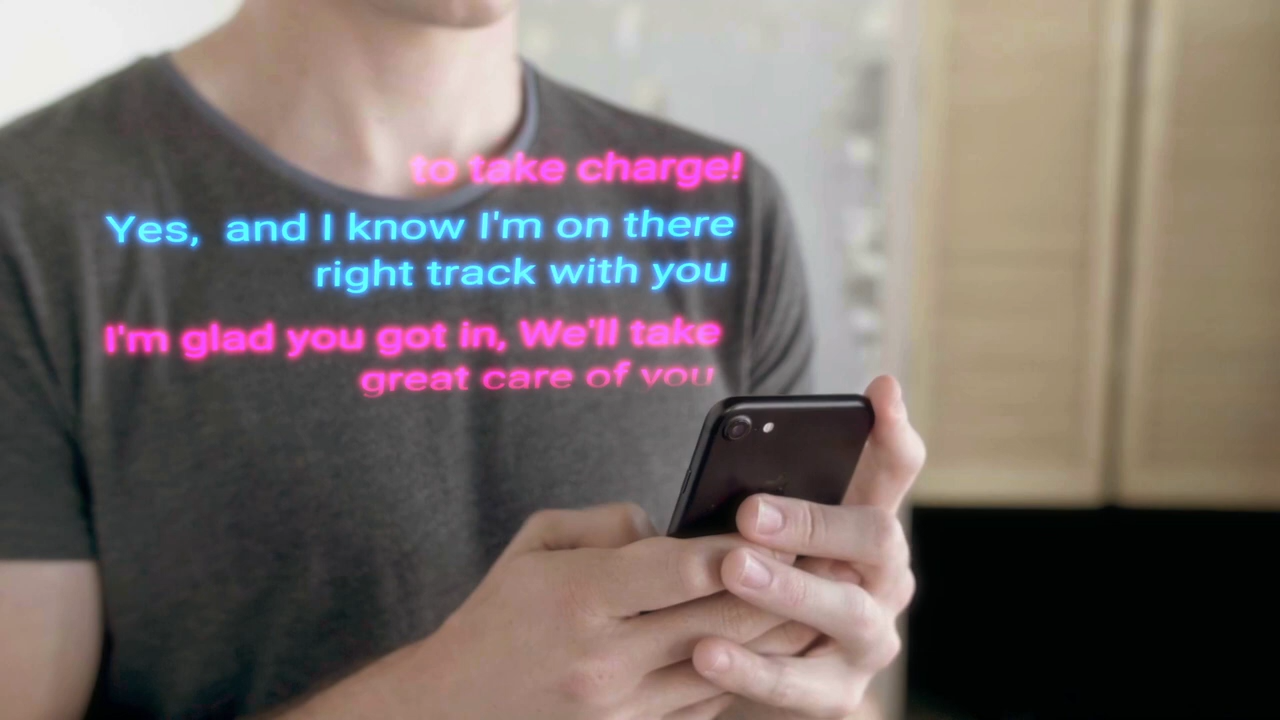 to take charge!
Yes,  and I know I'm on there
right track with you
I'm glad you got in, We'll take
great care of you